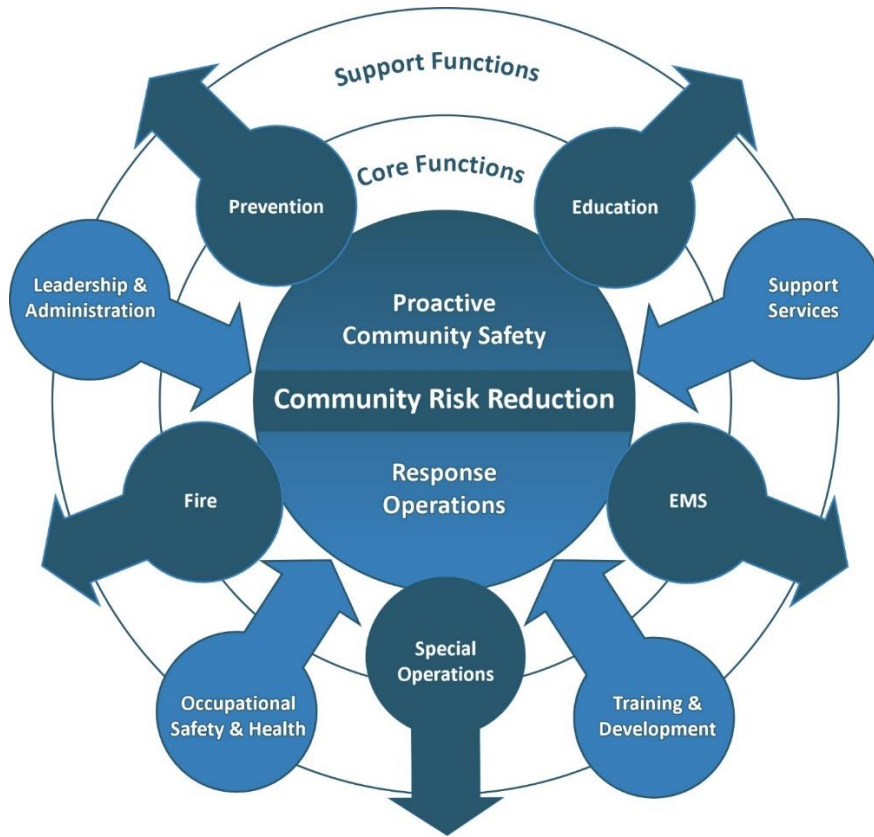 Support Functions
Core Functions
Prevention
Education
Leadership &
Administration
Support
Services
Proactive
Community Safety
Community Risk Reduction
Response
Operations
Fire
EMS
Special
Operations
Occupational
Safety & Health
Training &
Development